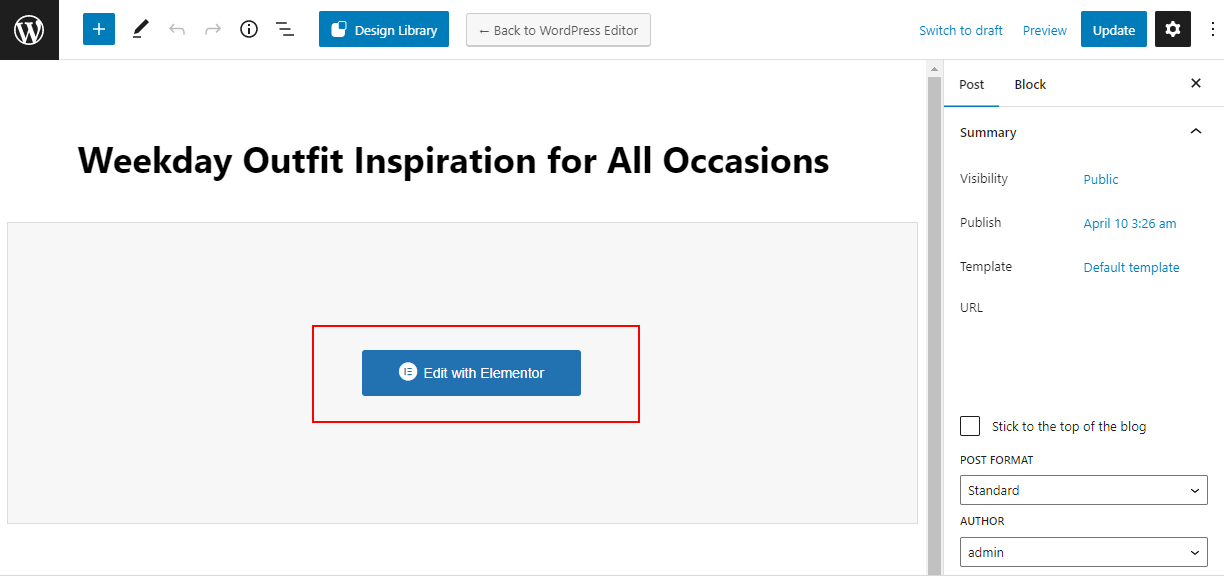 Design Library
← Back to WordPress Editor
Switch to draft
Preview
Update
Post
Block
Weekday Outfit Inspiration for All Occasions
Edit with Elementor
Summary
Visibility
Public
Publish
April 10 3:26 am
Template
Default template
URL
Stick to the top of the blog
POST FORMAT
Standard
AUTHOR
admin